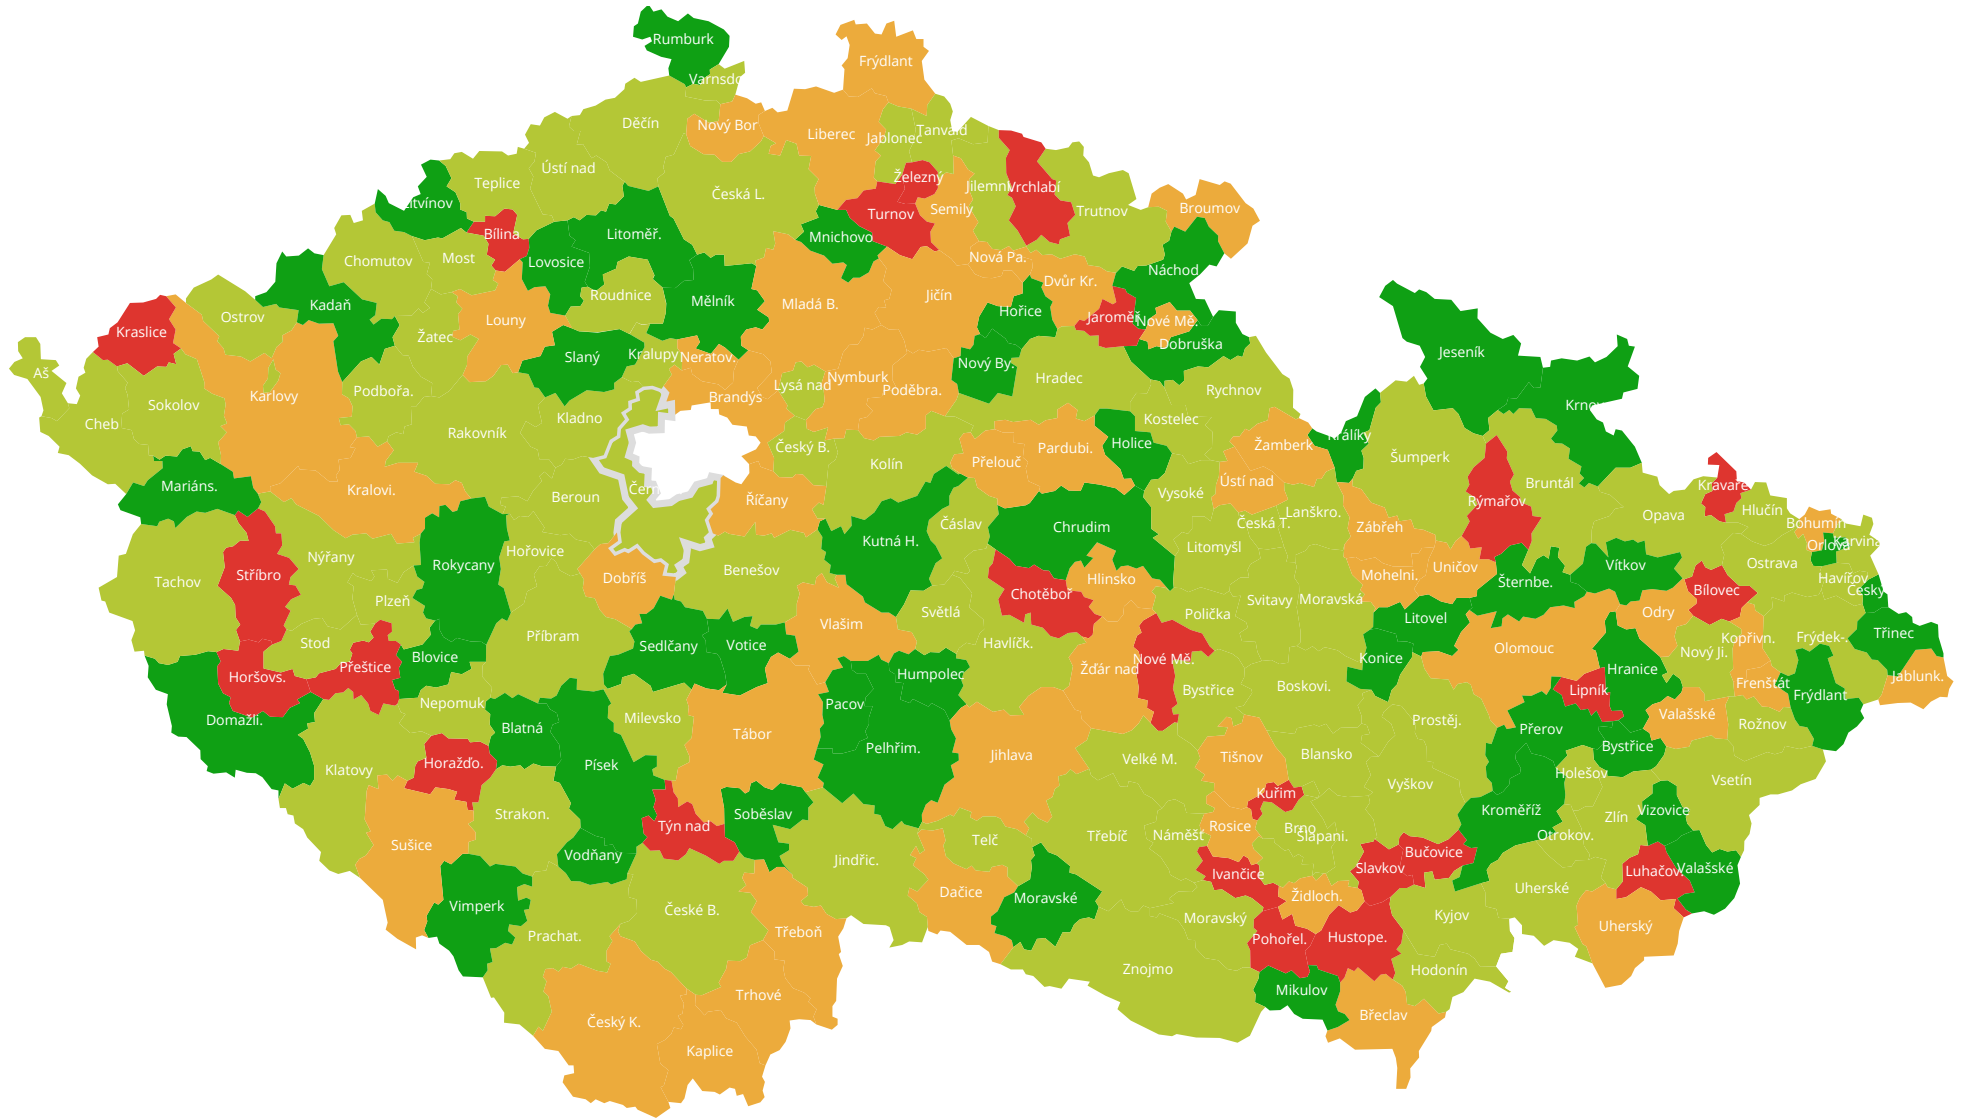 Rumburk
Frýdlant
Varnsdo
Děčín
Nový Bor
Liberec
Jablonec
Tanvald
Ústí nad
Teplice
Česká L.
Železný
Jilemni
Vrchlabí
Litvínov
Turnov
Semily
Trutnov
Broumov
Bílina
Litoměř.
Mnichovo
Chomutov
Most
Lovosice
Nová Pa.
Náchod
Kadaň
Roudnice
Mělník
Mladá B.
Jičín
Dvůr Kr.
Ostrov
Louny
Hořice
Jaroměř
Nové Mě.
Kraslice
Žatec
Slaný
Kralupy
Neratov.
Dobruška
Jeseník
Aš
Podbořa.
Lysá nad
Nymburk
Poděbra.
Nový By.
Hradec
Rychnov
Sokolov
Karlovy
Brandýs
Krnov
Cheb
Rakovník
Kladno
Kostelec
Český B.
Pardubi.
Holice
Žamberk
Králíky
Šumperk
Kolín
Přelouč
Mariáns.
Kralovi.
Beroun
Čern
Říčany
Vysoké
Ústí nad
Bruntál
Kravaře
Rýmařov
Lanškro.
Opava
Hlučín
Čáslav
Chrudim
Česká T.
Zábřeh
Bohumín
Kutná H.
Litomyšl
Orlová
Karviná
Nýřany
Hořovice
Rokycany
Ostrava
Tachov
Stříbro
Dobříš
Benešov
Hlinsko
Mohelni.
Uničov
Šternbe.
Vítkov
Havířov
Český
Plzeň
Chotěboř
Svitavy
Moravská
Bílovec
Světlá
Polička
Odry
Vlašim
Litovel
Třinec
Stod
Příbram
Sedlčany
Votice
Havlíčk.
Kopřivn.
Frýdek-.
Blovice
Konice
Olomouc
Nový Ji.
Přeštice
Horšovs.
Humpolec
Žďár nad
Nové Mě.
Hranice
Jablunk.
Bystřice
Boskovi.
Lipník
Frenštát
Frýdlant
Nepomuk
Pacov
Domažli.
Milevsko
Valašské
Rožnov
Blatná
Tábor
Prostěj.
Přerov
Pelhřim.
Bystřice
Klatovy
Horažďo.
Písek
Jihlava
Velké M.
Tišnov
Blansko
Holešov
Vsetín
Vyškov
Kuřim
Strakon.
Týn nad
Soběslav
Kroměříž
Zlín
Vizovice
Rosice
Brno
Šlapani.
Třebíč
Náměšť
Otrokov.
Sušice
Vodňany
Telč
Jindřic.
Bučovice
Slavkov
Ivančice
Luhačov.
Valašské
Dačice
Moravské
Židloch.
Uherské
Vimperk
České B.
Moravský
Kyjov
Uherský
Prachat.
Třeboň
Pohořel.
Hustope.
Znojmo
Hodonín
Trhové
Mikulov
Český K.
Břeclav
Kaplice